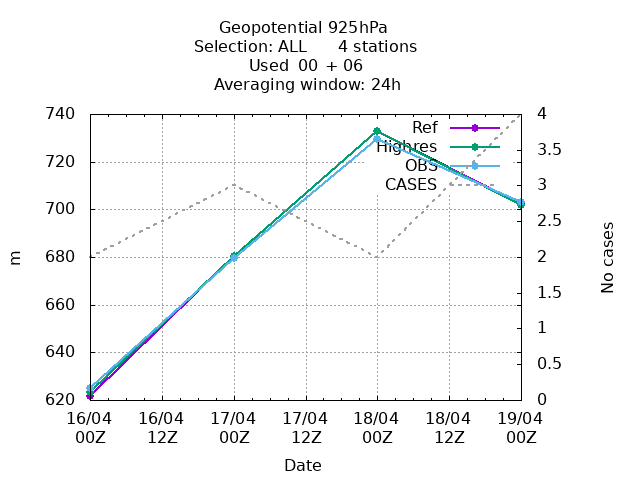 Geopotential 925hPa
Selection: ALL      4 stations
Used  00 + 06
Averaging window: 24h
740
720
700
680
660
640
620
m
4
3.5
3
2.5
2
1.5
1
0.5
0
No cases
Ref
Highres
OBS
CASES
16/04 16/04 17/04 17/04 18/04 18/04 19/04
00Z 12Z 00Z 12Z 00Z 12Z 00Z
Date